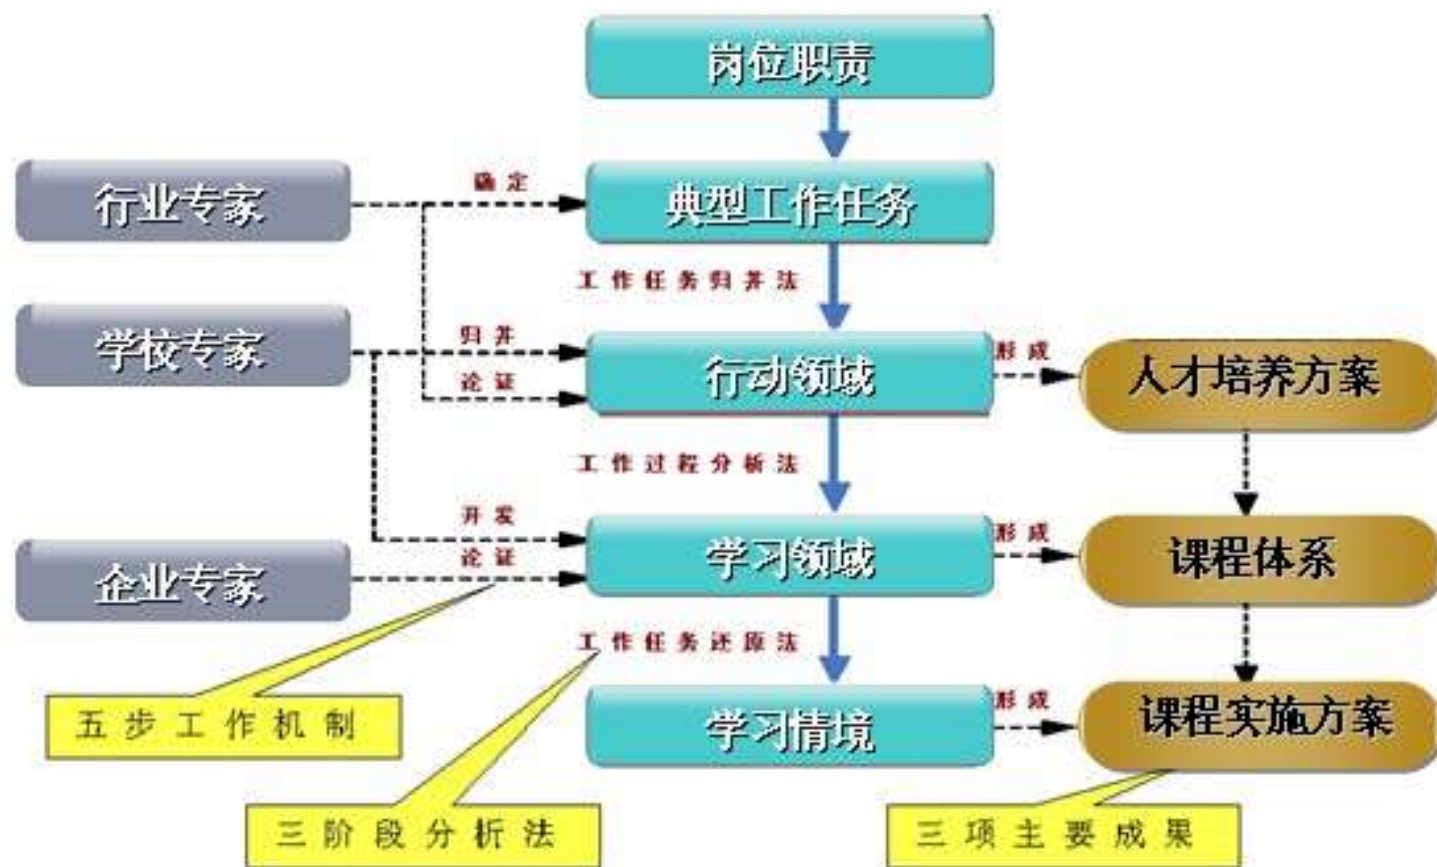 岗位职责
行业专家
确定
典型工作任务
工作任务归并法
学校专家
归并
论证
行动领域
形成
人才培养方案
工作过程分析法
开发
论证
企业专家
学习领域
形成
课程体系
工作任务还原法
五步工作机制
学习情境
形成
课程实施方案
三阶段分析法
三项主要成果